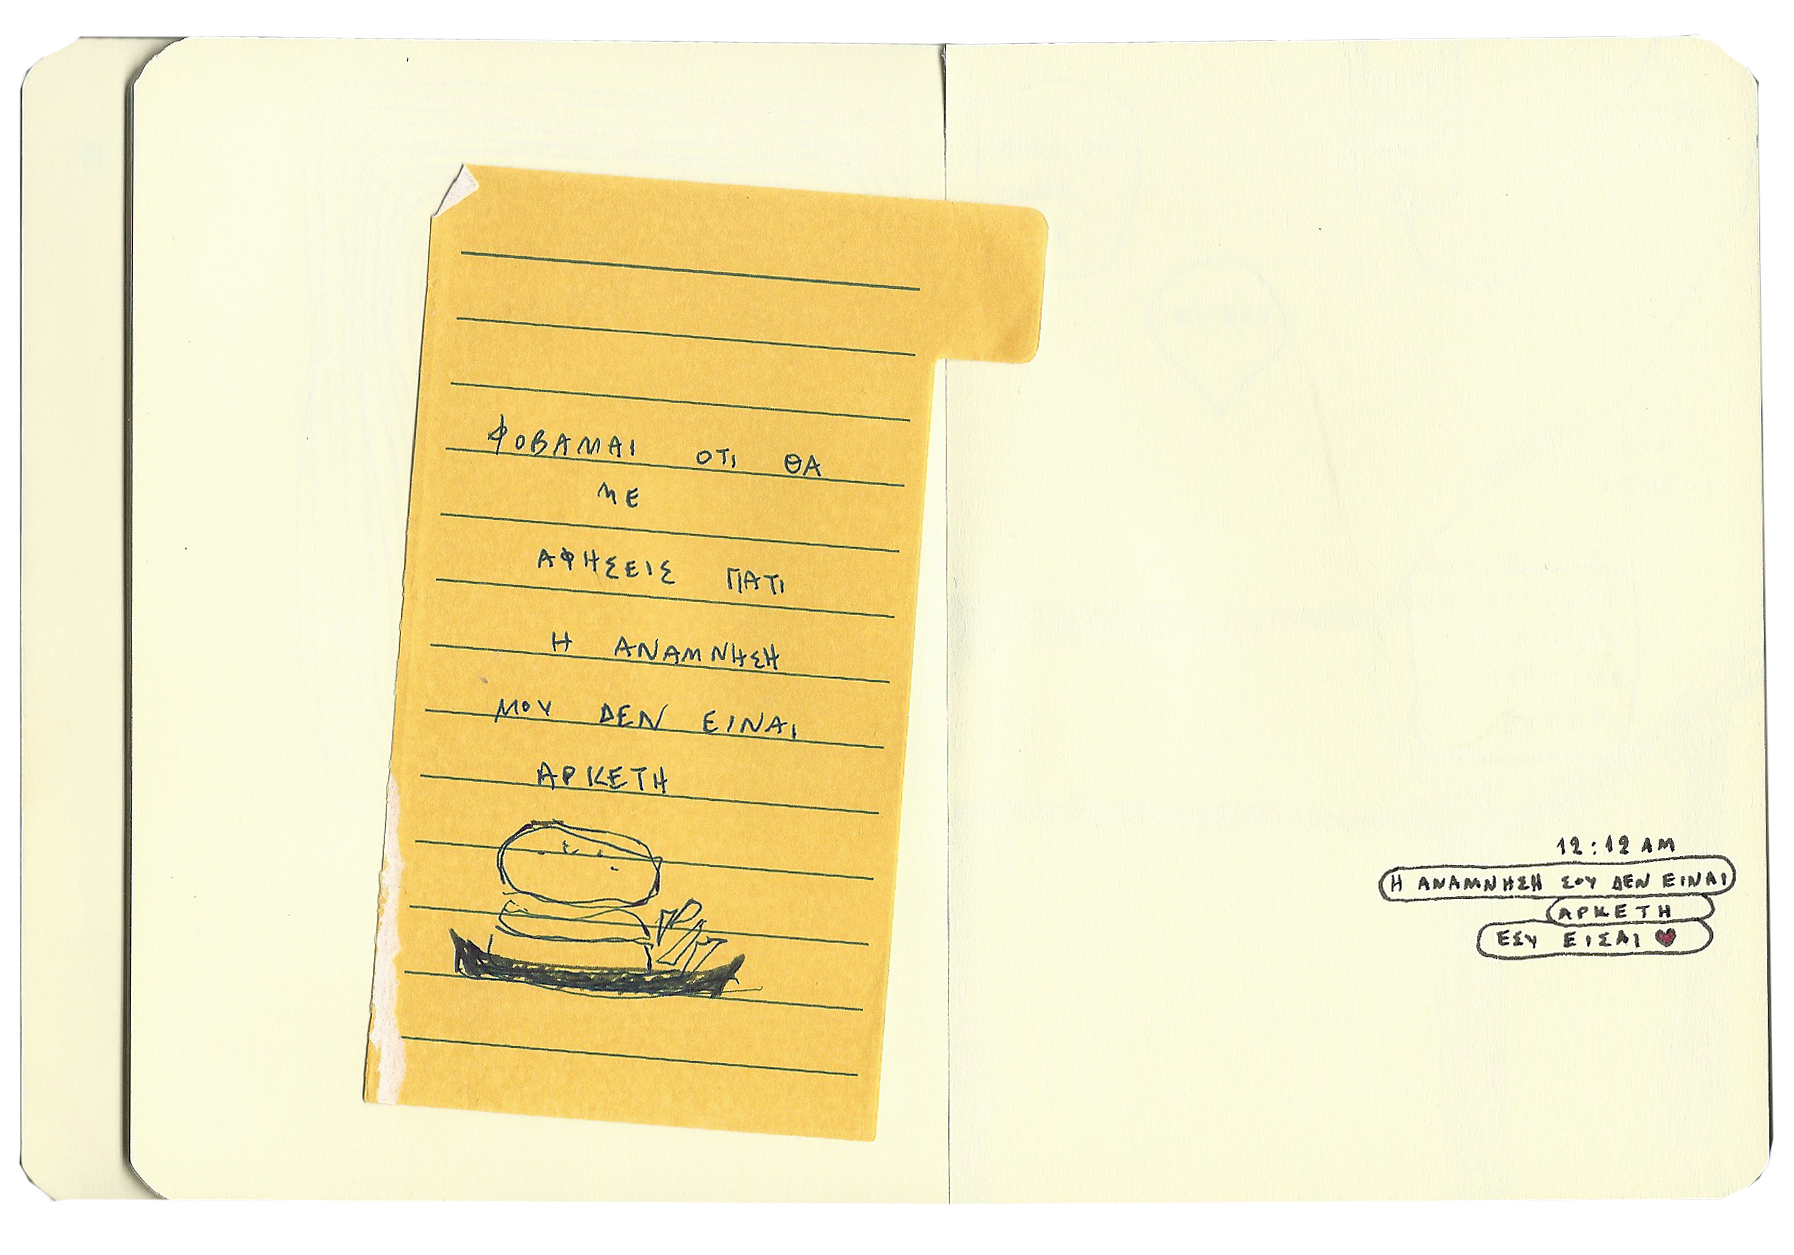 ΦΟΒΑΜΑΙ ΟΤΙ ΘΑ
ΜΕ
ΑΦΗΣΕΙΣ ΓΙΑΤΙ
Η ΑΝΑΜΝΗΣΗ
ΜΟΥ ΔΕΝ ΕΙΝΑΙ
ΑΡΚΕΤΗ
12:12 AM
Η ΑΝΑΜΝΗΣΗ ΣΟΥ ΔΕΝ ΕΙΝΑΙ
ΑΡΚΕΤΗ
ΕΣΥ ΕΙΣΑΙ ♥